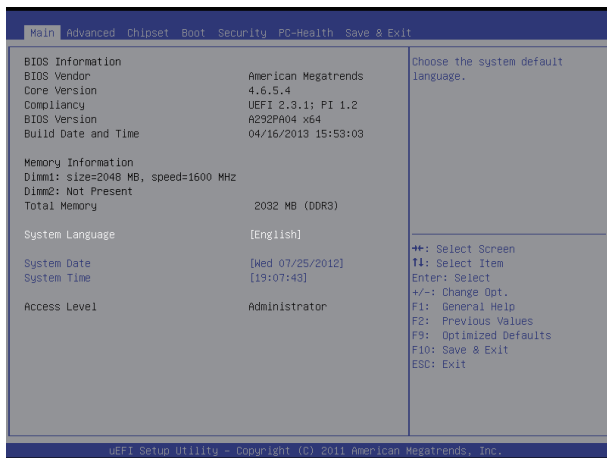 Main Advanced Chipset Boot Security PC-Health Save & Exit
BIOS Information
BIOS Vendor American Megatrends
Core Version 4.6.5.4
Compliancy UEFI 2.3.1; PI 1.2
BIOS Version A292PA04 x64
Build Date and Time 04/16/2013 15:53:03
Memory Information
Dimm1: size=2048 MB, speed=1600 MHz
Dimm2: Not Present
Total Memory 2032 MB (DDR3)
System Language [English]
System Date [Wed 07/25/2012]
System Time [19:07:43]
Access Level Administrator
Choose the system default
language.
→←: Select Screen
↑↓: Select Item
Enter: Select
+/-: Change Opt.
F1: General Help
F2: Previous Values
F9: Optimized Defaults
F10: Save & Exit
ESC: Exit
uEFI Setup Utility - Copyright (C) 2011 American Megatrends, Inc.